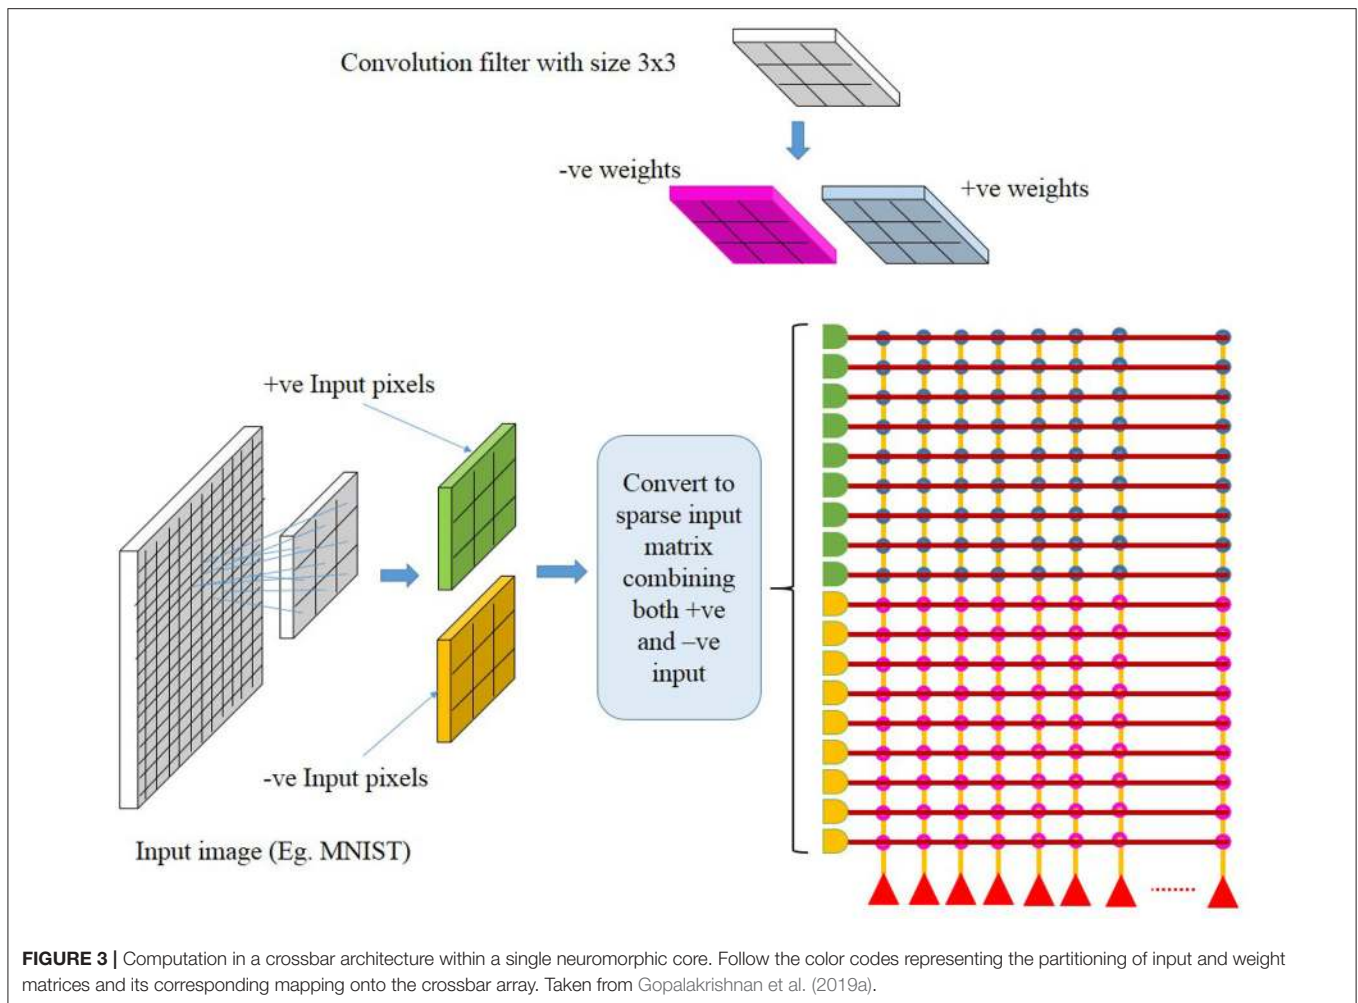 Convolution filter with size 3x3
-ve weights
+ve weights
+ve Input pixels
Convert to
sparse input
matrix
combining
both +ve
and –ve
input
-ve Input pixels
Input image (Eg. MNIST)
FIGURE 3 | Computation in a crossbar architecture within a single neuromorphic core. Follow the color codes representing the partitioning of input and weight
matrices and its corresponding mapping onto the crossbar array. Taken from Gopalakrishnan et al. (2019a).